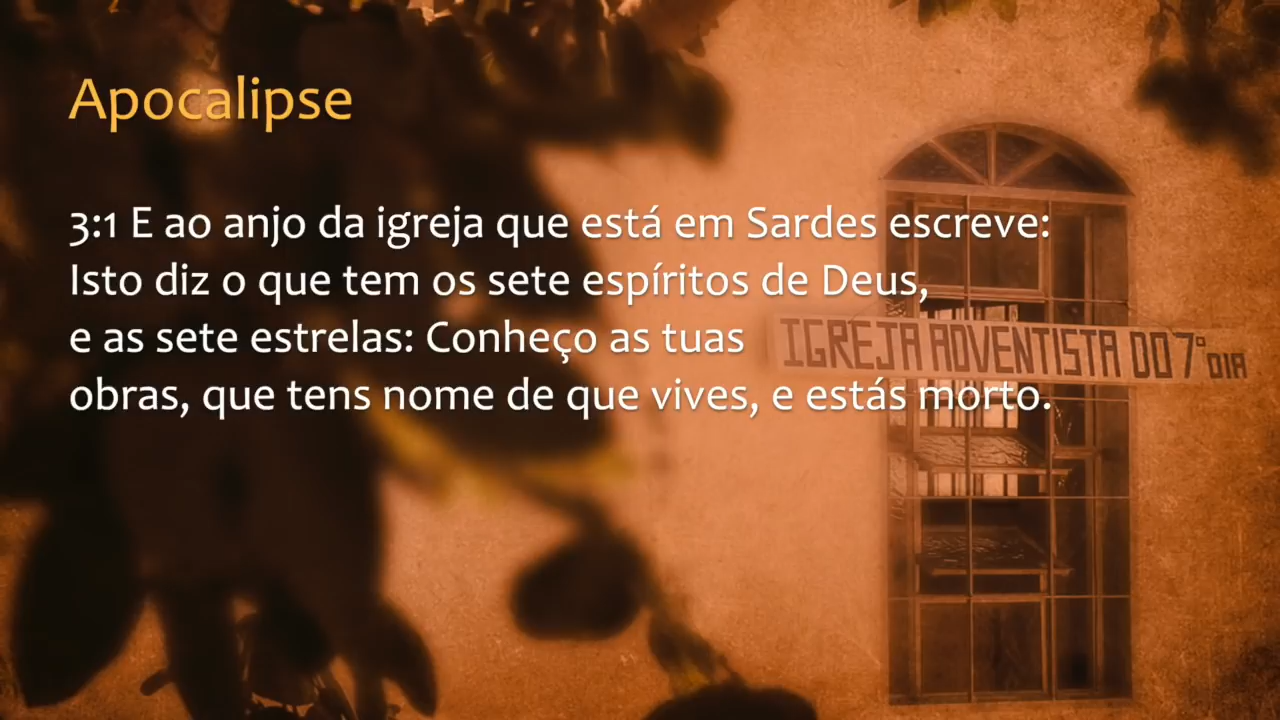 Apocalipse
3:1 E ao anjo da igreja que está em Sardes escreve:
Isto diz o que tem os sete espíritos de Deus,
e as sete estrelas: Conheço as tuas
obras, que tens nome de que vives, e estás morto.
IGREJA ADVENTISTA DO 7º DIA